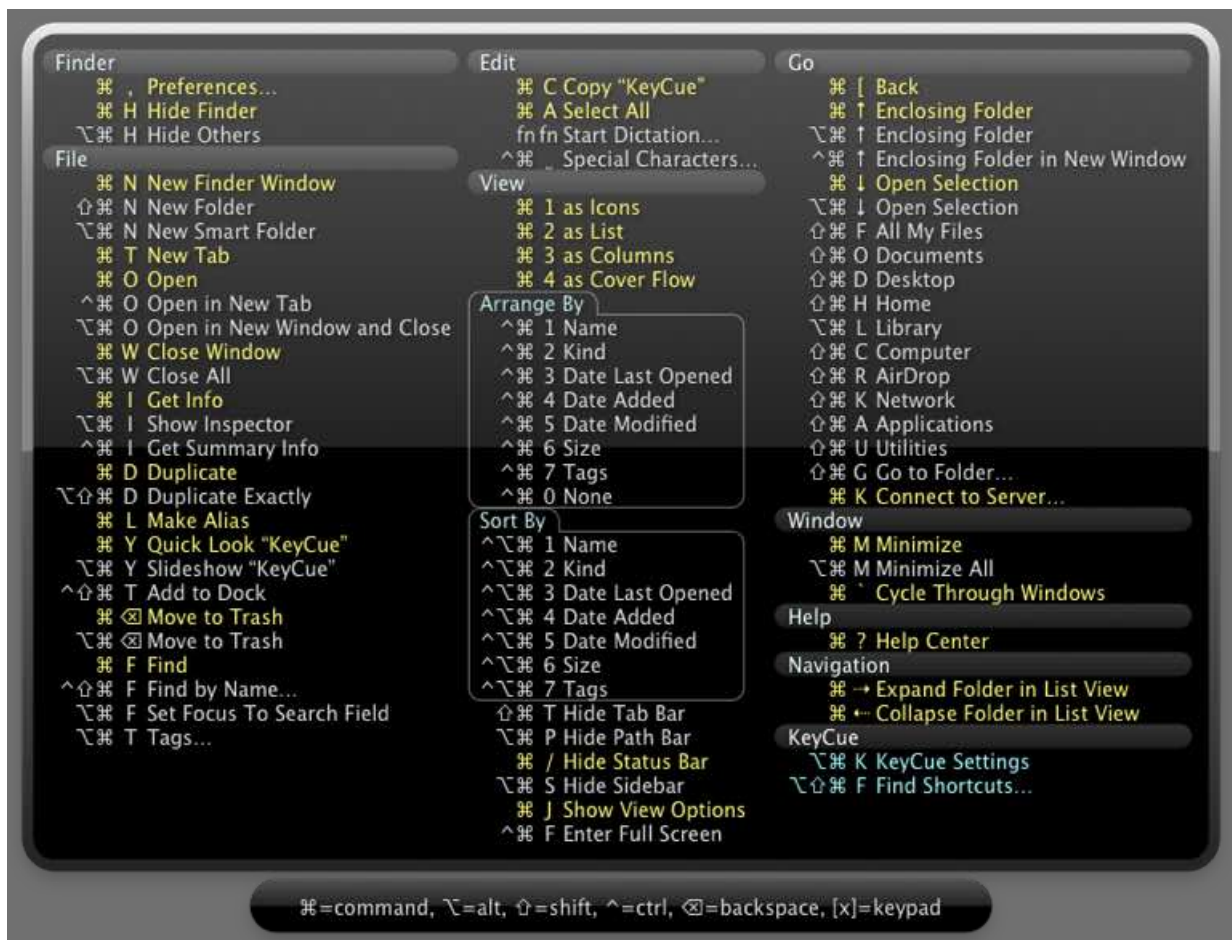 Finder
⌘ , Preferences...
⌘ H Hide Finder
⌥⌘ H Hide Others
File
⌘ N New Finder Window
⇧⌘ N New Folder
⌥⌘ N New Smart Folder
⌘ T New Tab
⌘ O Open
^⌘ O Open in New Tab
⌥⌘ O Open in New Window and Close
⌘ W Close Window
⌥⌘ W Close All
⌘ I Get Info
⌥⌘ I Show Inspector
^⌘ I Get Summary Info
⌘ D Duplicate
⌥⇧⌘ D Duplicate Exactly
⌘ L Make Alias
⌘ Y Quick Look “KeyCue”
⌥⌘ Y Slideshow “KeyCue”
^⇧⌘ T Add to Dock
⌘ ⌫ Move to Trash
⌥⌘ ⌫ Move to Trash
⌘ F Find
^⇧⌘ F Find by Name...
⌥⌘ F Set Focus To Search Field
⌥⌘ T Tags...
Edit
⌘ C Copy “KeyCue”
⌘ A Select All
fn fn Start Dictation...
^⌘ _ Special Characters...
View
⌘ 1 as Icons
⌘ 2 as List
⌘ 3 as Columns
⌘ 4 as Cover Flow
Arrange By
^⌘ 1 Name
^⌘ 2 Kind
^⌘ 3 Date Last Opened
^⌘ 4 Date Added
^⌘ 5 Date Modified
^⌘ 6 Size
^⌘ 7 Tags
^⌘ 0 None
Sort By
^⌥⌘ 1 Name
^⌥⌘ 2 Kind
^⌥⌘ 3 Date Last Opened
^⌥⌘ 4 Date Added
^⌥⌘ 5 Date Modified
^⌥⌘ 6 Size
^⌥⌘ 7 Tags
⇧⌘ T Hide Tab Bar
⌥⌘ P Hide Path Bar
⌘ / Hide Status Bar
⌥⌘ S Hide Sidebar
⌘ J Show View Options
^⌘ F Enter Full Screen
Go
⌘ [ Back
⌘ ↑ Enclosing Folder
⌥⌘ ↑ Enclosing Folder
^⌘ ↑ Enclosing Folder in New Window
⌘ ↓ Open Selection
⌥⌘ ↓ Open Selection
⇧⌘ F All My Files
⇧⌘ O Documents
⇧⌘ D Desktop
⇧⌘ H Home
⌥⌘ L Library
⇧⌘ C Computer
⇧⌘ R AirDrop
⇧⌘ K Network
⇧⌘ A Applications
⇧⌘ U Utilities
⇧⌘ G Go to Folder...
⌘ K Connect to Server...
Window
⌘ M Minimize
⌥⌘ M Minimize All
⌘ ` Cycle Through Windows
Help
⌘ ? Help Center
Navigation
⌘ → Expand Folder in List View
⌘ ← Collapse Folder in List View
KeyCue
⌥⌘ K KeyCue Settings
⌥⇧⌘ F Find Shortcuts...
⌘=command, ⌥=alt, ⇧=shift, ^=ctrl, ⌫=backspace, [x]=keypad